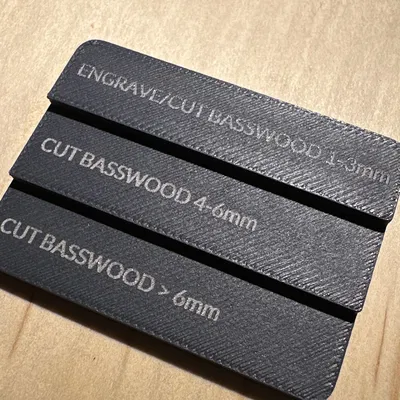 ENGRAVE/CUT BASSWOOD 1-3mm
CUT BASSWOOD 4-6mm
CUT BASSWOOD > 6mm